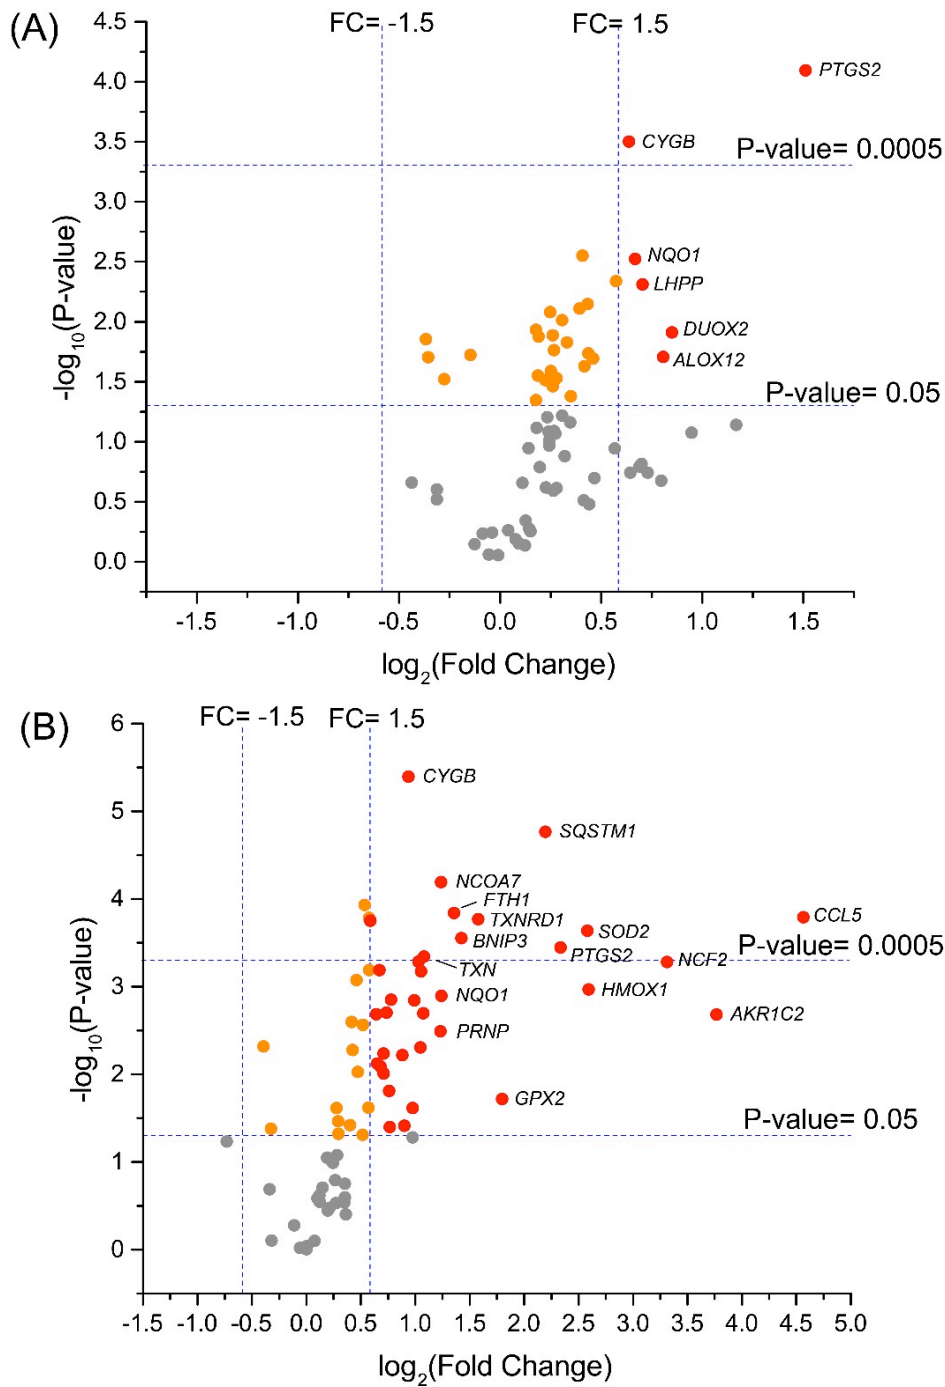 (A)
FC= -1.5
FC= 1.5
4.5
4.0
3.5
3.0
2.5
2.0
1.5
1.0
0.5
0.0
-log10(P-value)
PTGS2
CYGB
P-value= 0.0005
NQO1
LHPP
DUOX2
ALOX12
P-value= 0.05
-1.5
-1.0
-0.5
0.0
0.5
1.0
1.5
log2(Fold Change)
(B)
FC= -1.5
FC= 1.5
6
5
4
3
2
1
0
-log10(P-value)
CYGB
SQSTM1
NCOA7
FTH1
TXNRD1
CCL5
BNIP3
SOD2
PTGS2
P-value= 0.0005
TXN
NCF2
NQO1
HMOX1
AKR1C2
PRNP
GPX2
P-value= 0.05
-1.5
-1.0
-0.5
0.0
0.5
1.0
1.5
2.0
2.5
3.0
3.5
4.0
4.5
5.0
log2(Fold Change)